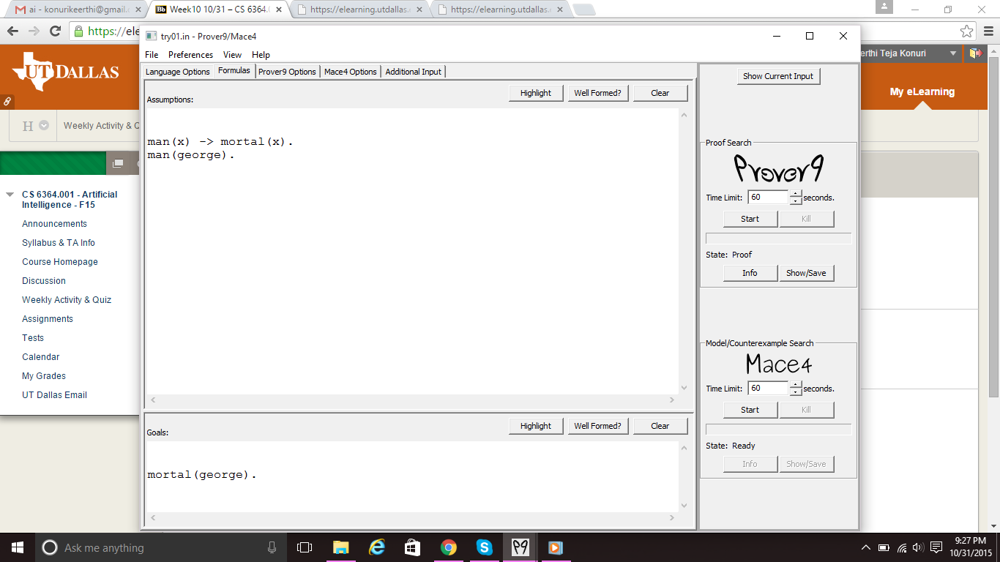 ai - konurikeerthi@gmail.c
Bb Week10 10/31 – CS 6364.0
https://elearning.utdallas.e
https://elearning.utdallas.e
https://ele
try01.in - Prover9/Mace4
File Preferences View Help
Language Options Formulas Prover9 Options Mace4 Options Additional Input
Assumptions:
Highlight Well Formed? Clear
man(x) -> mortal(x).
man(george).
Goals:
Highlight Well Formed? Clear
mortal(george).
Show Current Input
Proof Search
Prover9
Time Limit: 60 seconds.
Start Kill
State: Proof
Info Show/Save
Model/Counterexample Search
Mace4
Time Limit: 60 seconds.
Start Kill
State: Ready
Info Show/Save
UT DALLAS
erthi Teja Konuri
My eLearning
H Weekly Activity & Q
CS 6364.001 - Artificial
Intelligence - F15
Announcements
Syllabus & TA Info
Course Homepage
Discussion
Weekly Activity & Quiz
Assignments
Tests
Calendar
My Grades
UT Dallas Email
Ask me anything
P9
9:27 PM
10/31/2015